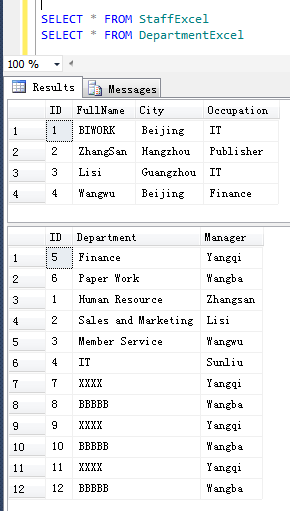 SELECT * FROM StaffExcel
SELECT * FROM DepartmentExcel
100 %
Results Messages
ID FullName City Occupation
1 1 BIWORK Beijing IT
2 2 ZhangSan Hangzhou Publisher
3 3 Lisi Guangzhou IT
4 4 Wangwu Beijing Finance
ID Department Manager
1 5 Finance Yangqi
2 6 Paper Work Wangba
3 1 Human Resource Zhangsan
4 2 Sales and Marketing Lisi
5 3 Member Service Wangwu
6 4 IT Sunliu
7 7 XXXX Yangqi
8 8 BBBBB Wangba
9 9 XXXX Yangqi
10 10 BBBBB Wangba
11 11 XXXX Yangqi
12 12 BBBBB Wangba